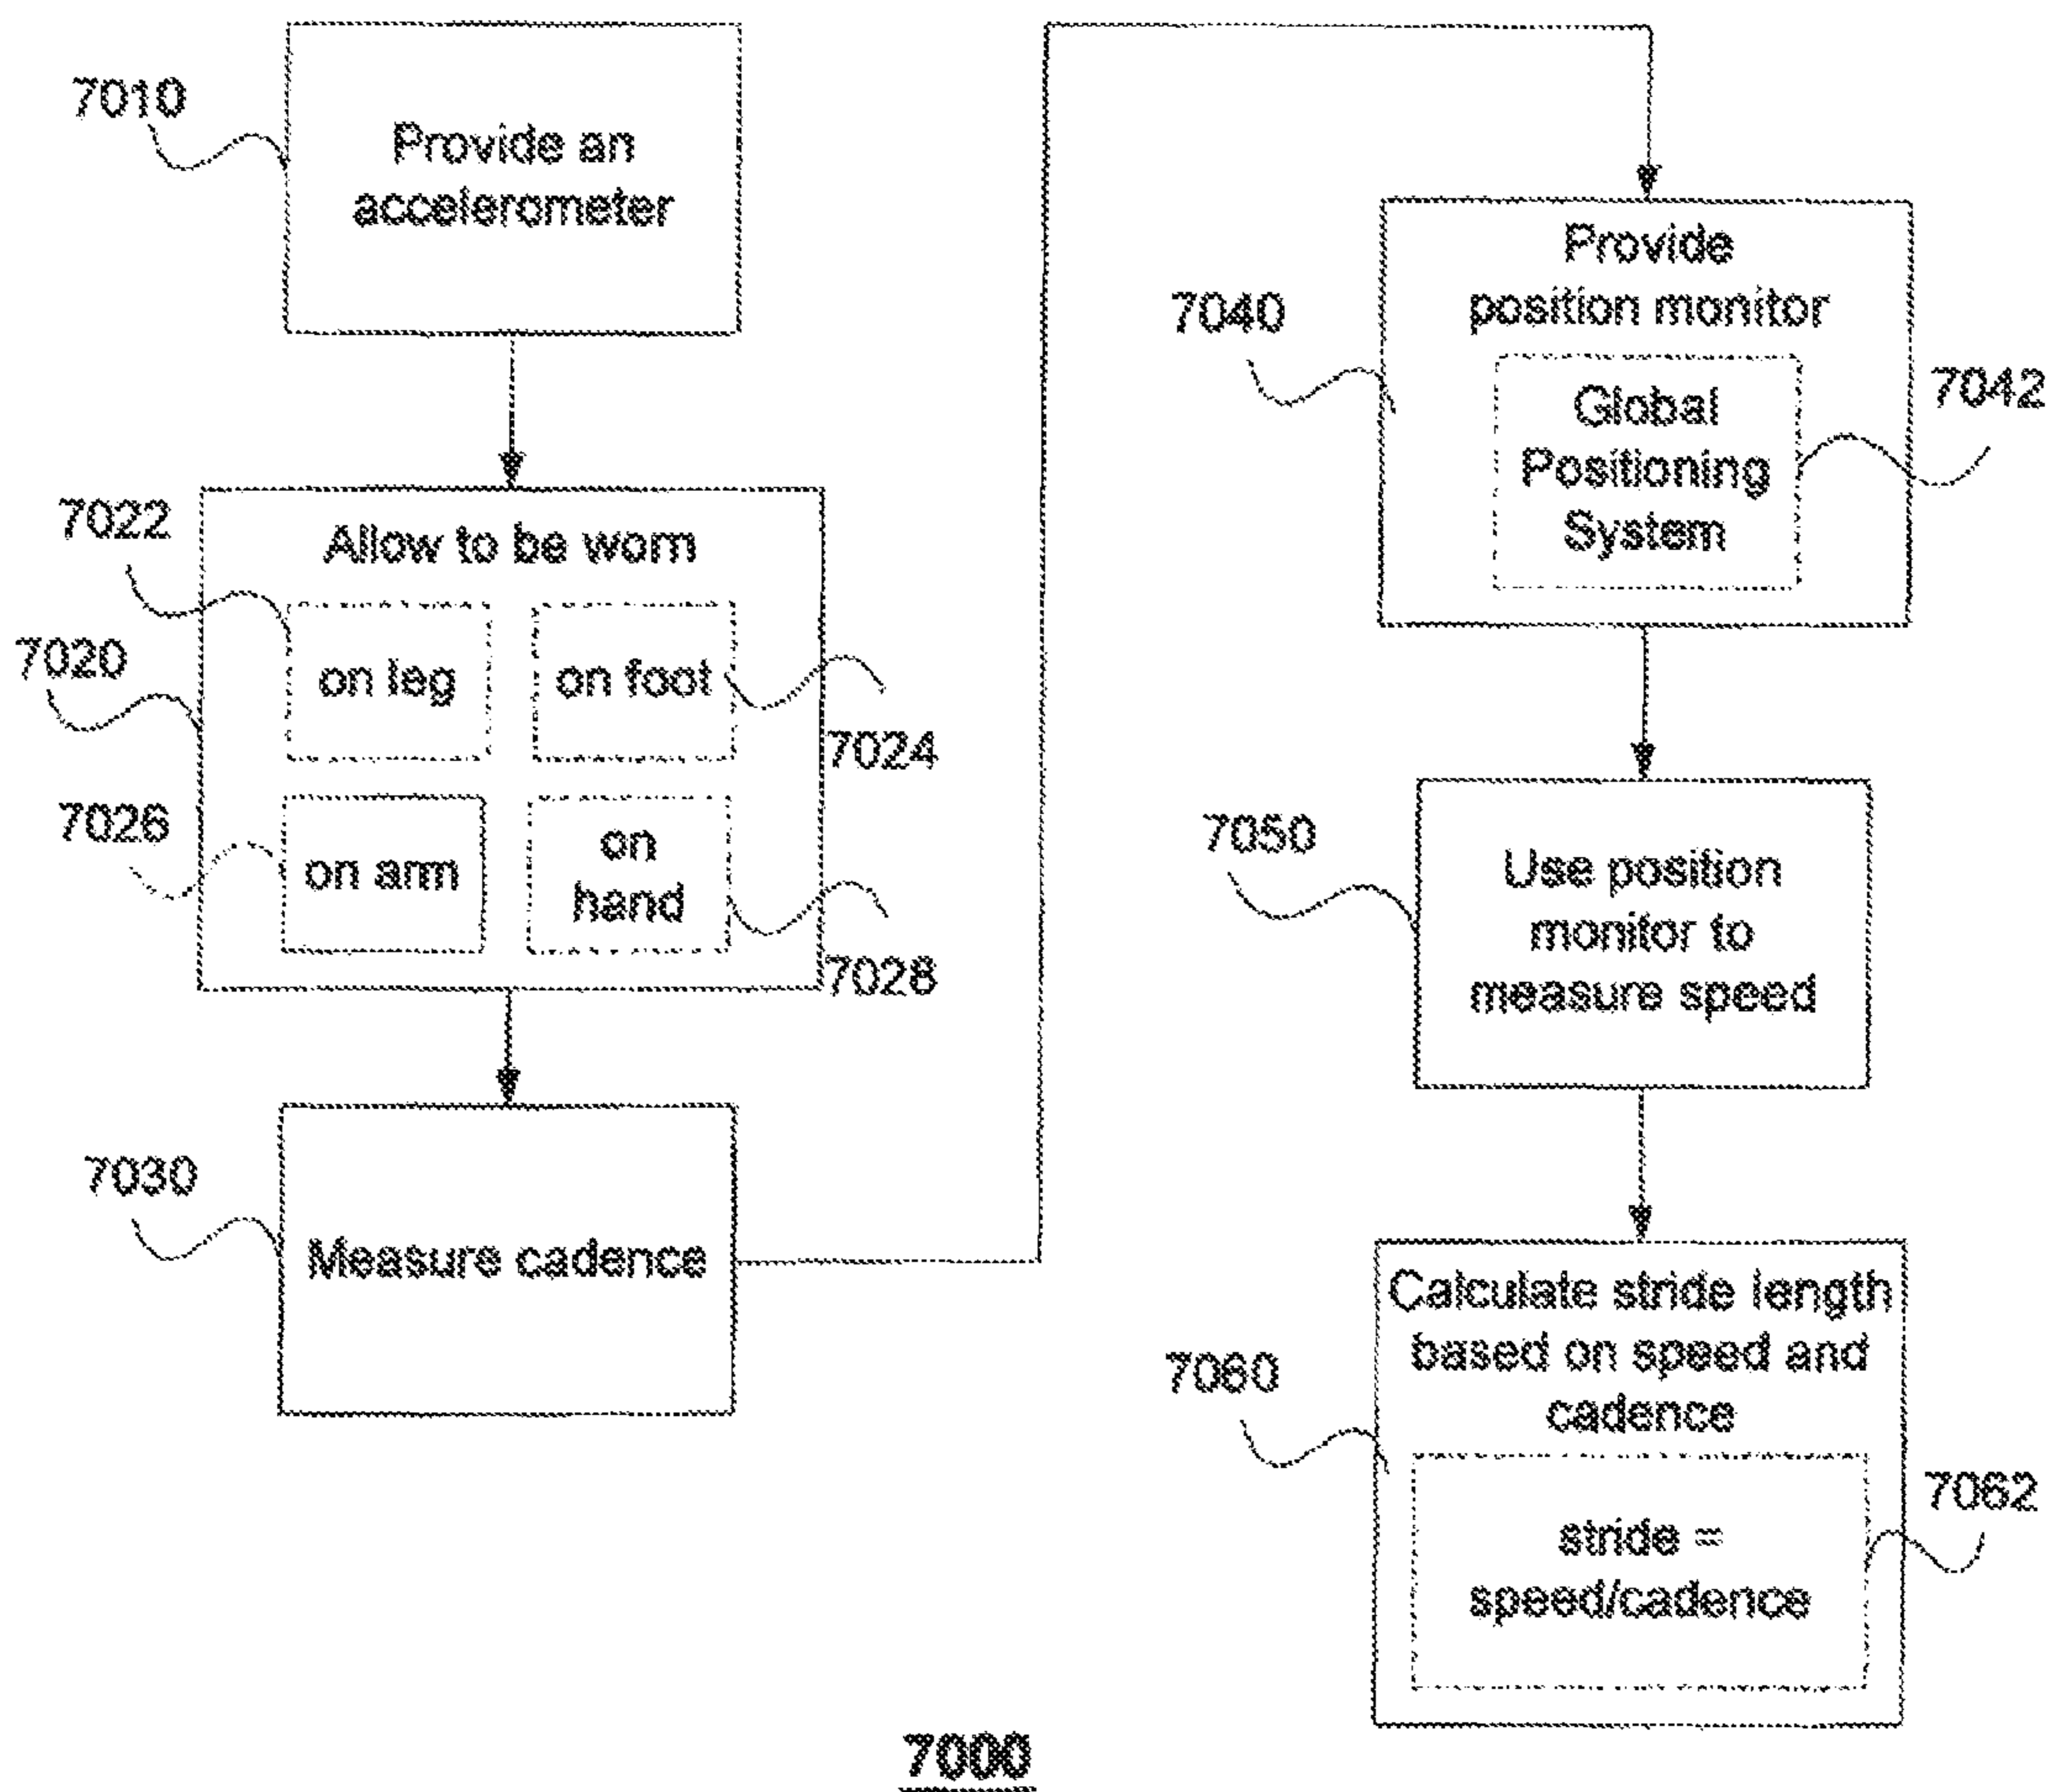 7010
Provide an
accelerometer
7022
Allow to be worn
7020
on leg
on foot
7024
7026
on arm
on
hand
7028
7030
Measure cadence
Provide
position monitor
7040
Global
Positioning
System
7042
7050
Use position
monitor to
measure speed
Calculate stride length
based on speed and
cadence
7060
stride =
speed/cadence
7062
7000